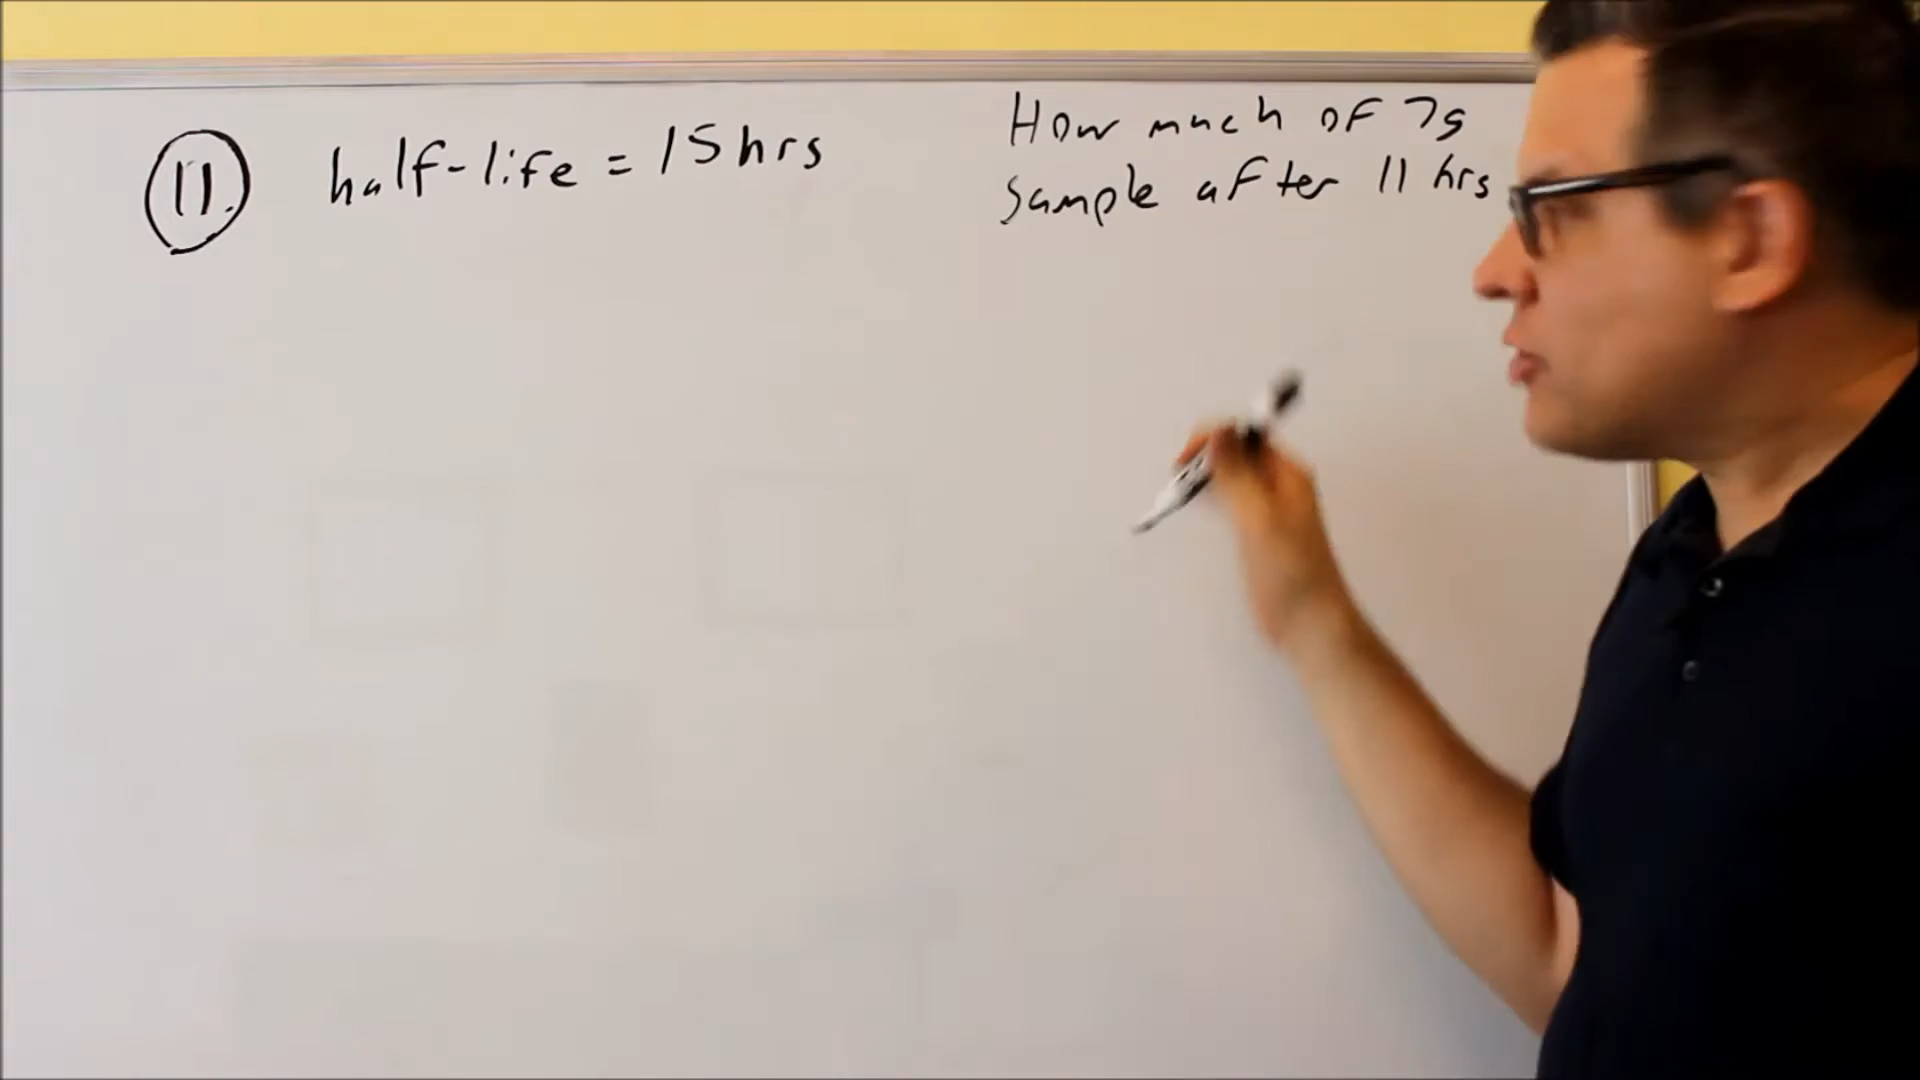 11.
half-life = 15 hrs
How much of 7g
Sample after 11 hrs